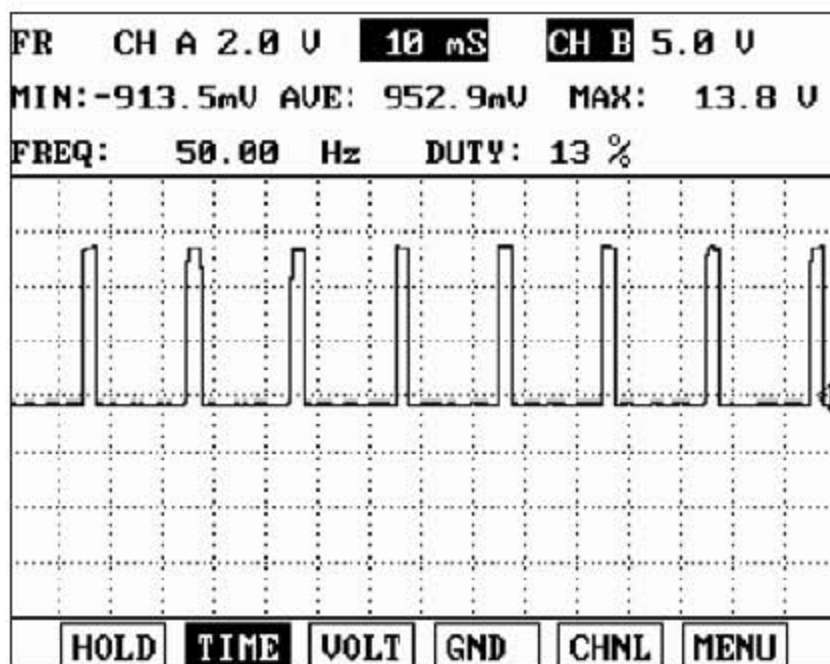 FR CH A 2.0 V 10 mS CH B 5.0 V
MIN:-913.5mV AVE: 952.9mV MAX: 13.8 V
FREQ: 50.00 Hz DUTY: 13 %
HOLD TIME VOLT GND CHNL MENU